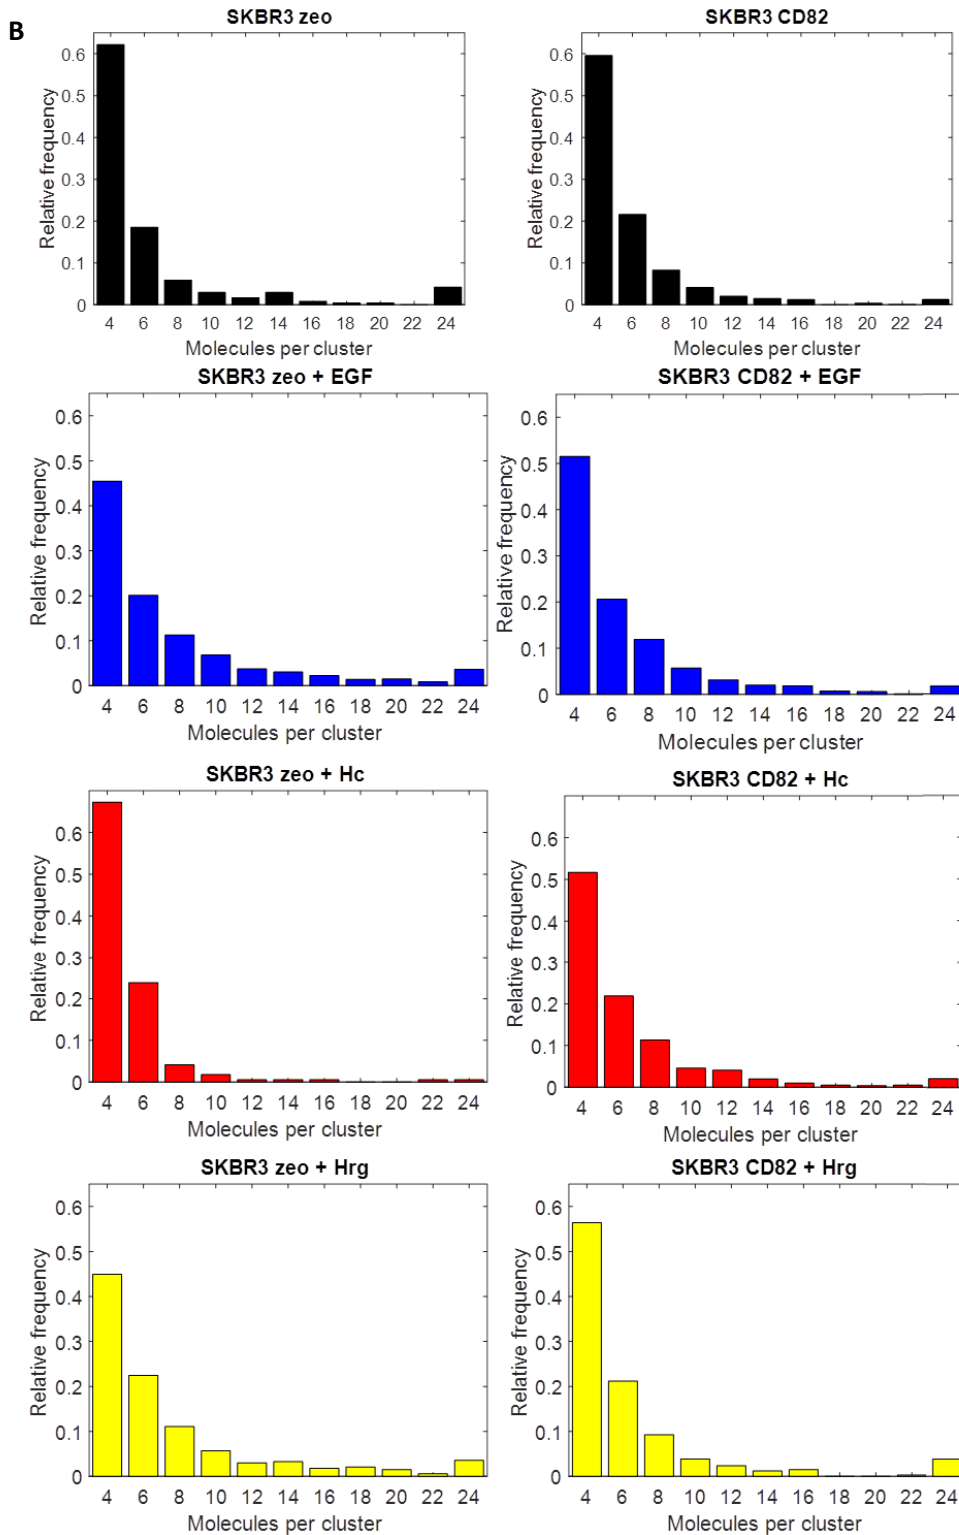 B
SKBR3 zeo
0.6
0.5
0.4
0.3
0.2
0.1
0
Relative frequency
4 6 8 10 12 14 16 18 20 22 24
Molecules per cluster
SKBR3 CD82
0.6
0.5
0.4
0.3
0.2
0.1
0
Relative frequency
4 6 8 10 12 14 16 18 20 22 24
Molecules per cluster
SKBR3 zeo + EGF
0.6
0.5
0.4
0.3
0.2
0.1
0
Relative frequency
4 6 8 10 12 14 16 18 20 22 24
Molecules per cluster
SKBR3 CD82 + EGF
0.6
0.5
0.4
0.3
0.2
0.1
0
Relative frequency
4 6 8 10 12 14 16 18 20 22 24
Molecules per cluster
SKBR3 zeo + Hc
0.6
0.5
0.4
0.3
0.2
0.1
0
Relative frequency
4 6 8 10 12 14 16 18 20 22 24
Molecules per cluster
SKBR3 CD82 + Hc
0.6
0.5
0.4
0.3
0.2
0.1
0
Relative frequency
4 6 8 10 12 14 16 18 20 22 24
Molecules per cluster
SKBR3 zeo + Hrg
0.6
0.5
0.4
0.3
0.2
0.1
0
Relative frequency
4 6 8 10 12 14 16 18 20 22 24
Molecules per cluster
SKBR3 CD82 + Hrg
0.6
0.5
0.4
0.3
0.2
0.1
0
Relative frequency
4 6 8 10 12 14 16 18 20 22 24
Molecules per cluster